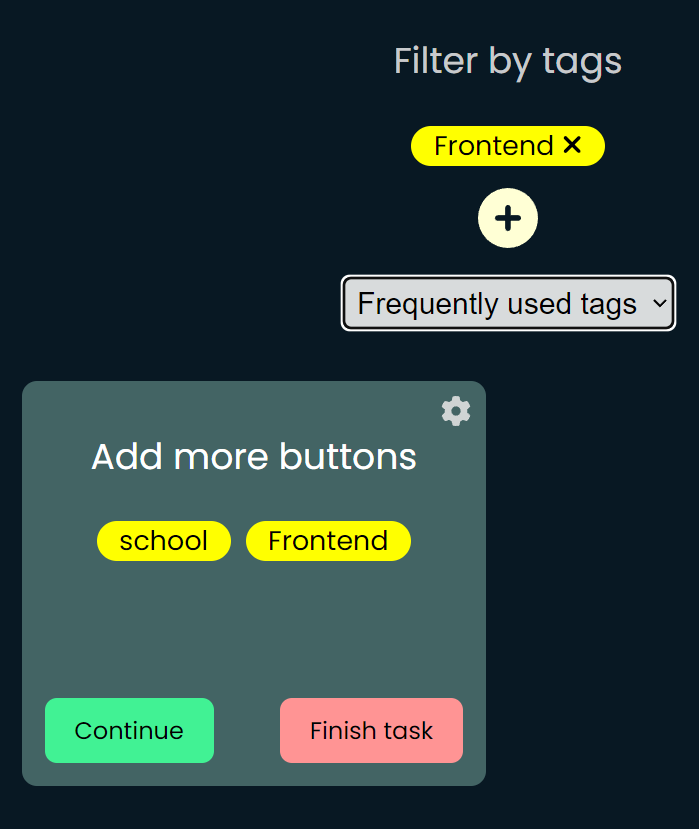 Filter by tags
Frontend
Frequently used tags
Add more buttons
school Frontend
Continue Finish task